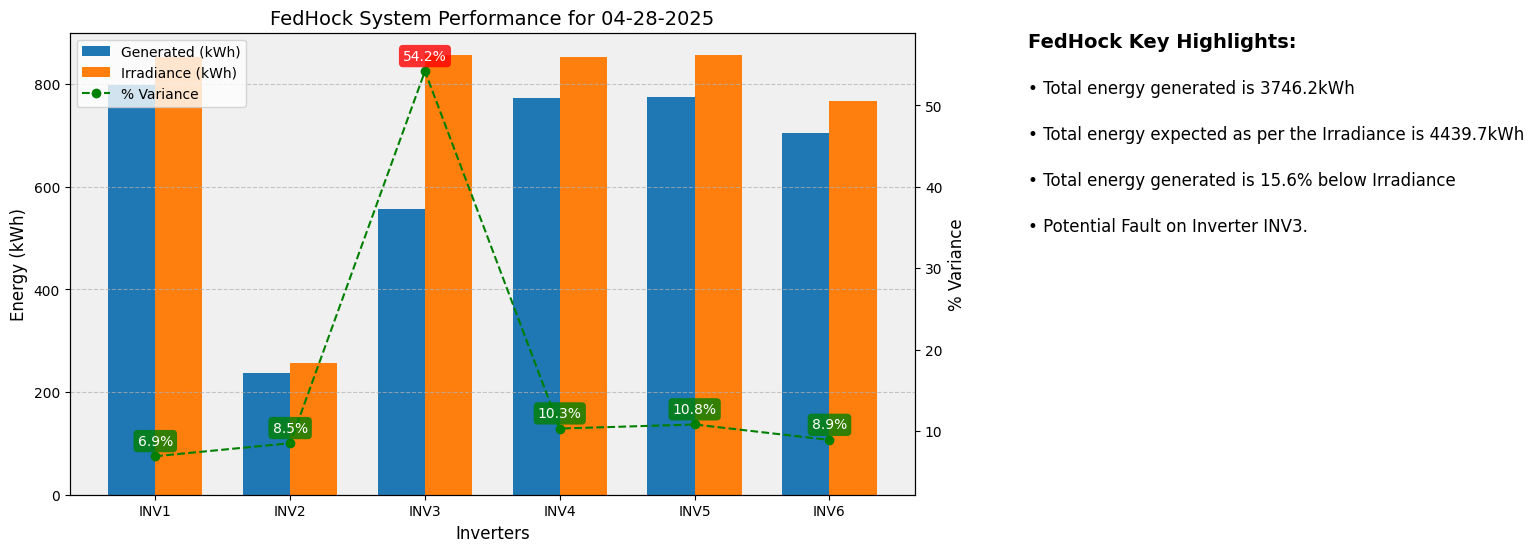 FedHock System Performance for 04-28-2025
Generated (kWh)
Irradiance (kWh)
% Variance
Energy (kWh)
800
600
400
200
0
6.9%
8.5%
54.2%
10.3%
10.8%
8.9%
50
40
30
20
10
% Variance
INV1
INV2
INV3
INV4
INV5
INV6
Inverters
FedHock Key Highlights:
• Total energy generated is 3746.2kWh
• Total energy expected as per the Irradiance is 4439.7kWh
• Total energy generated is 15.6% below Irradiance
• Potential Fault on Inverter INV3.